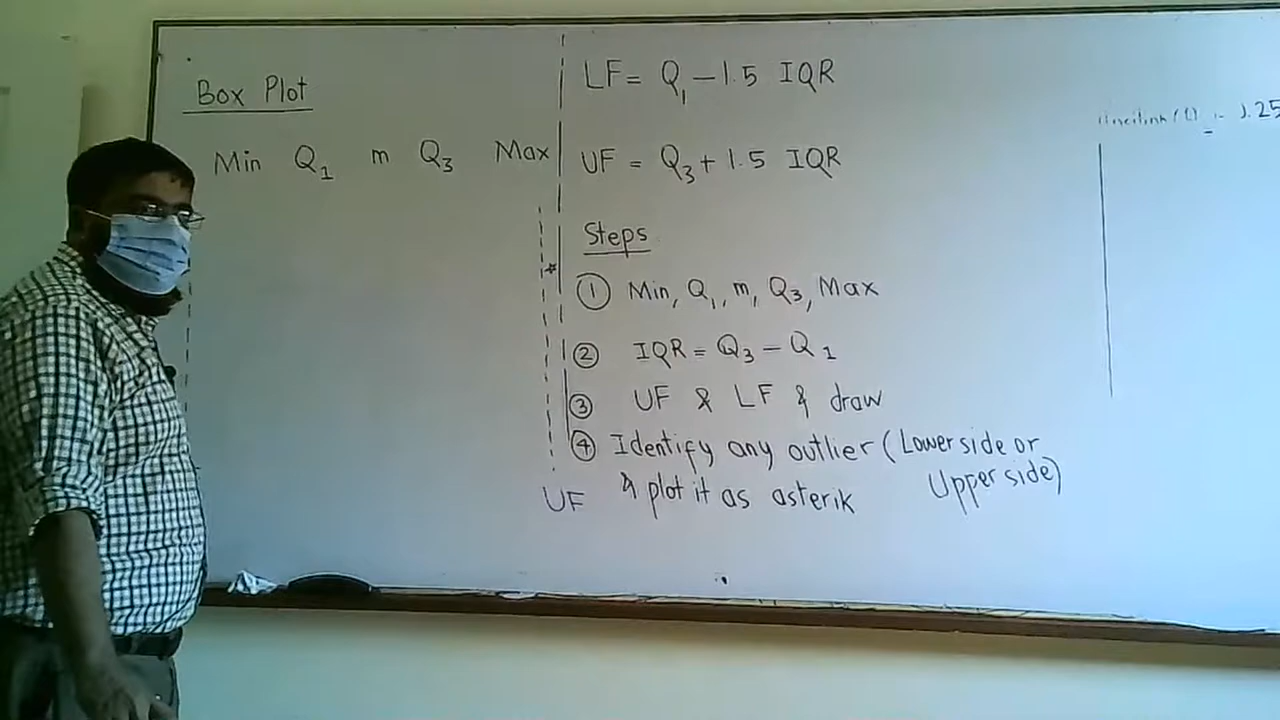 Box Plot
Min Q1 m Q3 Max
LF = Q1 - 1.5 IQR
UF = Q3 + 1.5 IQR
Steps
① Min, Q1, m, Q3, Max
② IQR = Q3 - Q1
③ UF & LF & draw
④ Identify any outlier (Lower side or
Upper side)
& plot it as asterik
UF
.25